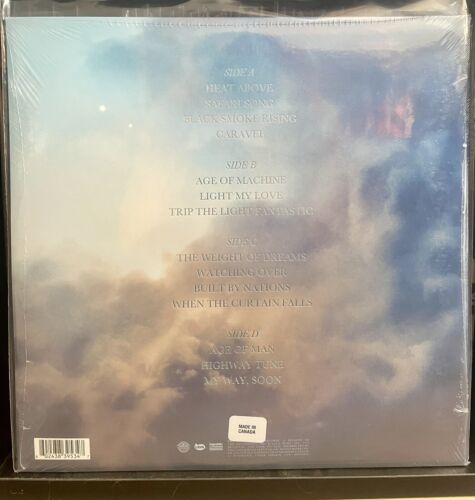 SIDE A
HEAT ABOVE
SAFARI SONG
BLACK SMOKE RISING
CARAVEL
SIDE B
AGE OF MACHINE
LIGHT MY LOVE
TRIP THE LIGHT FANTASTIC
SIDE C
THE WEIGHT OF DREAMS
WATCHING OVER
BUILT BY NATIONS
WHEN THE CURTAIN FALLS
SIDE D
AGE OF MAN
HIGHWAY TUNE
MY WAY, SOON
MADE IN
CANADA